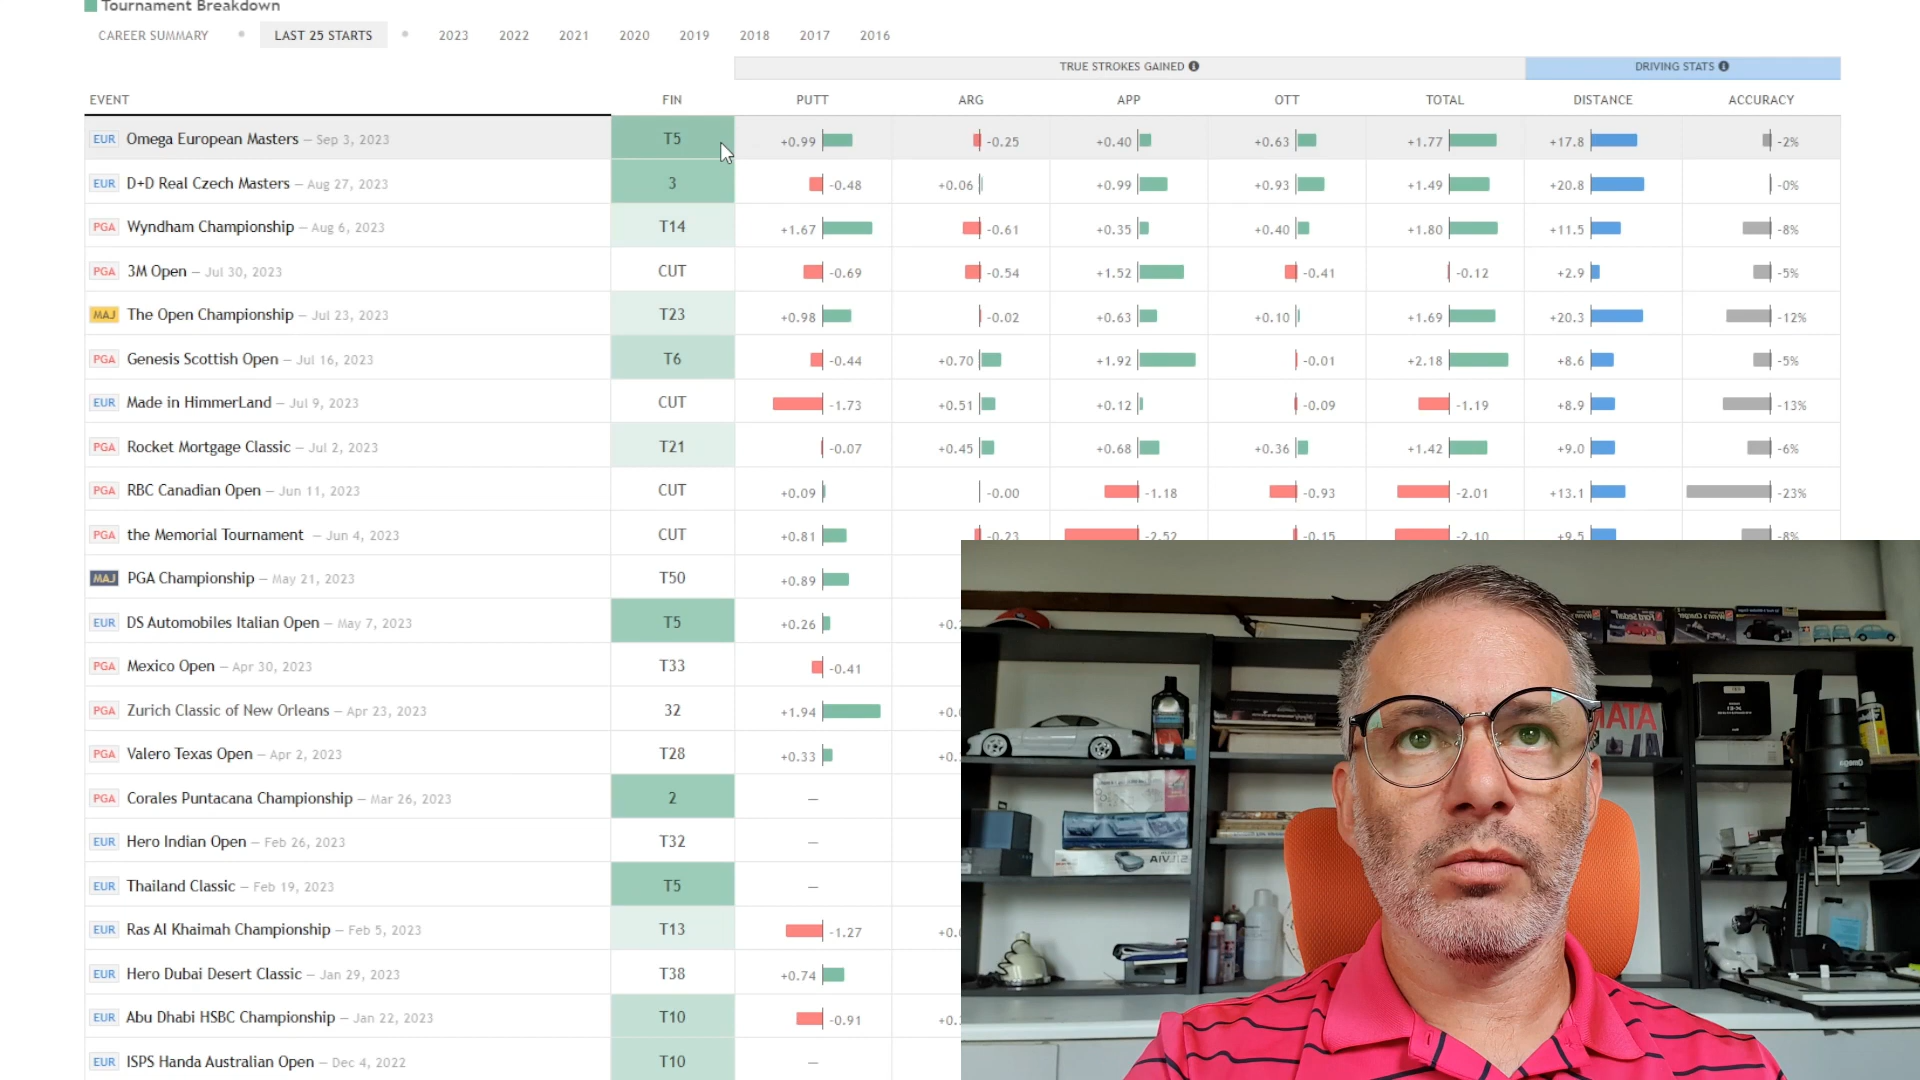 Tournament Breakdown
CAREER SUMMARY LAST 25 STARTS 2023 2022 2021 2020 2019 2018 2017 2016
TRUE STROKES GAINED DRIVING STATS
EVENT FIN PUTT ARG APP OTT TOTAL DISTANCE ACCURACY
EUR Omega European Masters — Sep 3, 2023 T5 +0.99 -0.25 +0.40 +0.63 +1.77 +17.8 -2%
EUR D+D Real Czech Masters — Aug 27, 2023 3 -0.48 +0.06 +0.99 +0.93 +1.49 +20.8 -0%
PGA Wyndham Championship — Aug 6, 2023 T14 +1.67 -0.61 +0.35 +0.40 +1.80 +11.5 -8%
PGA 3M Open — Jul 30, 2023 CUT -0.69 -0.54 +1.52 -0.41 -0.12 +2.9 -5%
MAJ The Open Championship — Jul 23, 2023 T23 +0.98 -0.02 +0.63 +0.10 +1.69 +20.3 -12%
PGA Genesis Scottish Open — Jul 16, 2023 T6 -0.44 +0.70 +1.92 -0.01 +2.18 +8.6 -5%
EUR Made in HimmerLand — Jul 9, 2023 CUT -1.73 +0.51 +0.12 -0.09 -1.19 +8.9 -13%
PGA Rocket Mortgage Classic — Jul 2, 2023 T21 -0.07 +0.45 +0.68 +0.36 +1.42 +9.0 -6%
PGA RBC Canadian Open — Jun 11, 2023 CUT +0.09 -0.00 -1.18 -0.93 -2.01 +13.1 -23%
PGA the Memorial Tournament — Jun 4, 2023 CUT +0.81 -0.23 -2.52 -0.15 -2.10 +9.5 -8%
MAJ PGA Championship — May 21, 2023 T50 +0.89
EUR DS Automobiles Italian Open — May 7, 2023 T5 +0.26 +0.
PGA Mexico Open — Apr 30, 2023 T33 -0.41
PGA Zurich Classic of New Orleans — Apr 23, 2023 32 +1.94 +0.
PGA Valero Texas Open — Apr 2, 2023 T28 +0.33 +0.
PGA Corales Puntacana Championship — Mar 26, 2023 2 —
EUR Hero Indian Open — Feb 26, 2023 T32 —
EUR Thailand Classic — Feb 19, 2023 T5 —
EUR Ras Al Khaimah Championship — Feb 5, 2023 T13 -1.27 +0.
EUR Hero Dubai Desert Classic — Jan 29, 2023 T38 +0.74
EUR Abu Dhabi HSBC Championship — Jan 22, 2023 T10 -0.91 +0.
EUR ISPS Handa Australian Open — Dec 4, 2022 T10 —
SILVIA
Omega